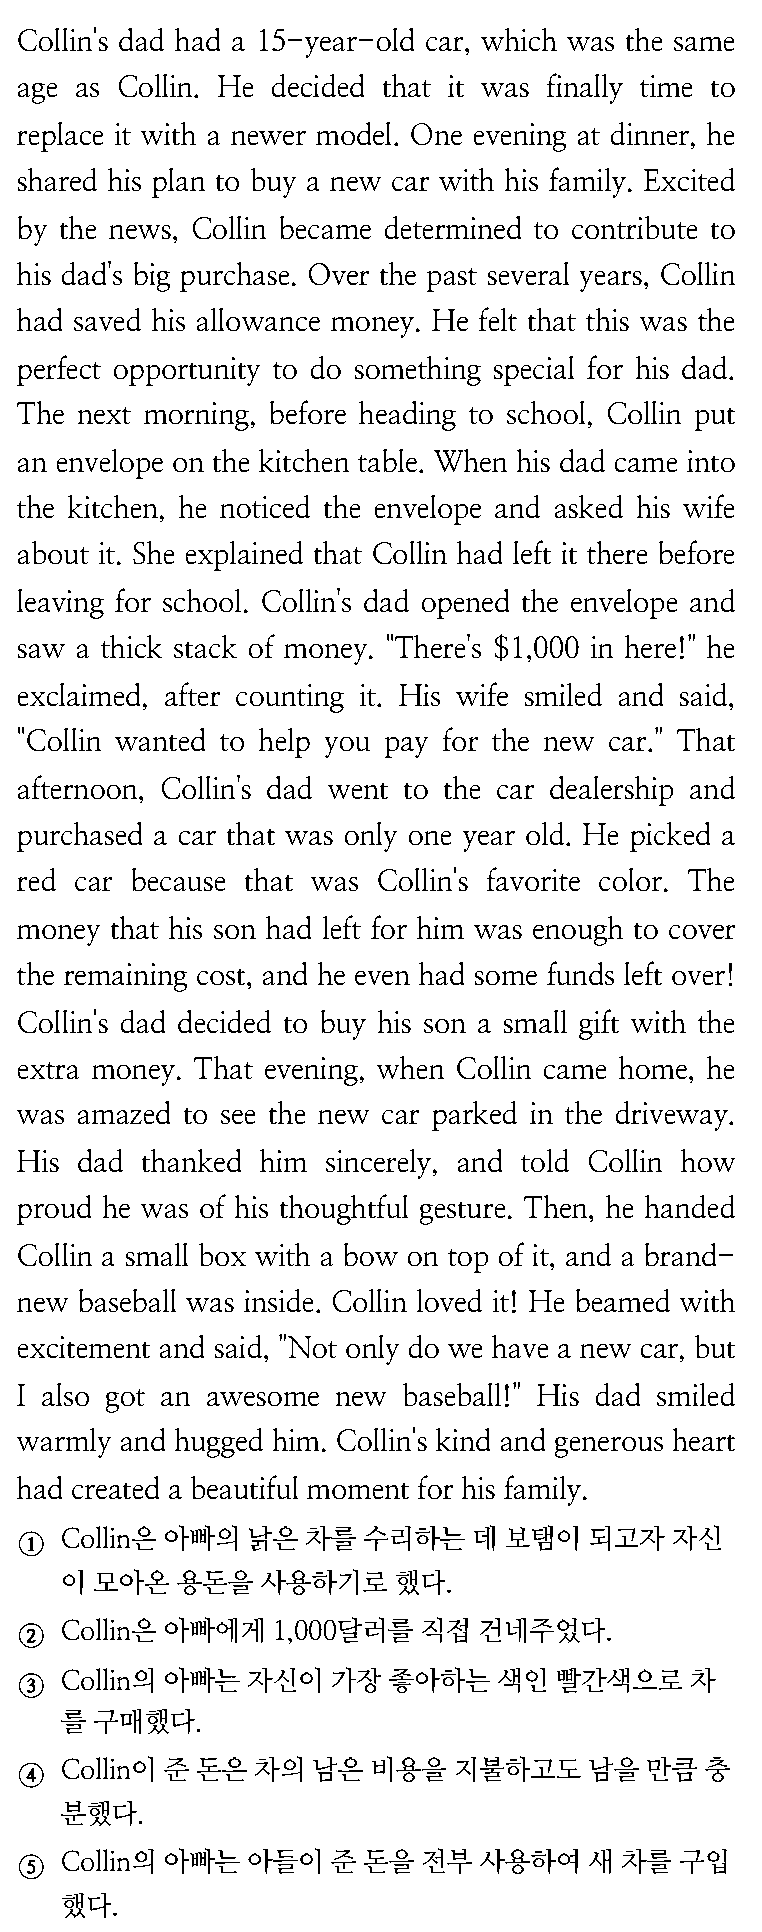 Collin's dad had a 15-year-old car, which was the same
age as Collin. He decided that it was finally time to
replace it with a newer model. One evening at dinner, he
shared his plan to buy a new car with his family. Excited
by the news, Collin became determined to contribute to
his dad's big purchase. Over the past several years, Collin
had saved his allowance money. He felt that this was the
perfect opportunity to do something special for his dad.
The next morning, before heading to school, Collin put
an envelope on the kitchen table. When his dad came into
the kitchen, he noticed the envelope and asked his wife
about it. She explained that Collin had left it there before
leaving for school. Collin's dad opened the envelope and
saw a thick stack of money. "There's $1,000 in here!" he
exclaimed, after counting it. His wife smiled and said,
"Collin wanted to help you pay for the new car." That
afternoon, Collin's dad went to the car dealership and
purchased a car that was only one year old. He picked a
red car because that was Collin's favorite color. The
money that his son had left for him was enough to cover
the remaining cost, and he even had some funds left over!
Collin's dad decided to buy his son a small gift with the
extra money. That evening, when Collin came home, he
was amazed to see the new car parked in the driveway.
His dad thanked him sincerely, and told Collin how
proud he was of his thoughtful gesture. Then, he handed
Collin a small box with a bow on top of it, and a brand-
new baseball was inside. Collin loved it! He beamed with
excitement and said, "Not only do we have a new car, but
I also got an awesome new baseball!" His dad smiled
warmly and hugged him. Collin's kind and generous heart
had created a beautiful moment for his family.
① Collin은 아빠의 낡은 차를 수리하는 데 보탬이 되고자 자신
이 모아온 용돈을 사용하기로 했다.
② Collin은 아빠에게 1,000달러를 직접 건네주었다.
③ Collin의 아빠는 자신이 가장 좋아하는 색인 빨간색으로 차
를 구매했다.
④ Collin이 준 돈은 차의 남은 비용을 지불하고도 남을 만큼 충
분했다.
⑤ Collin의 아빠는 아들이 준 돈을 전부 사용하여 새 차를 구입
했다.